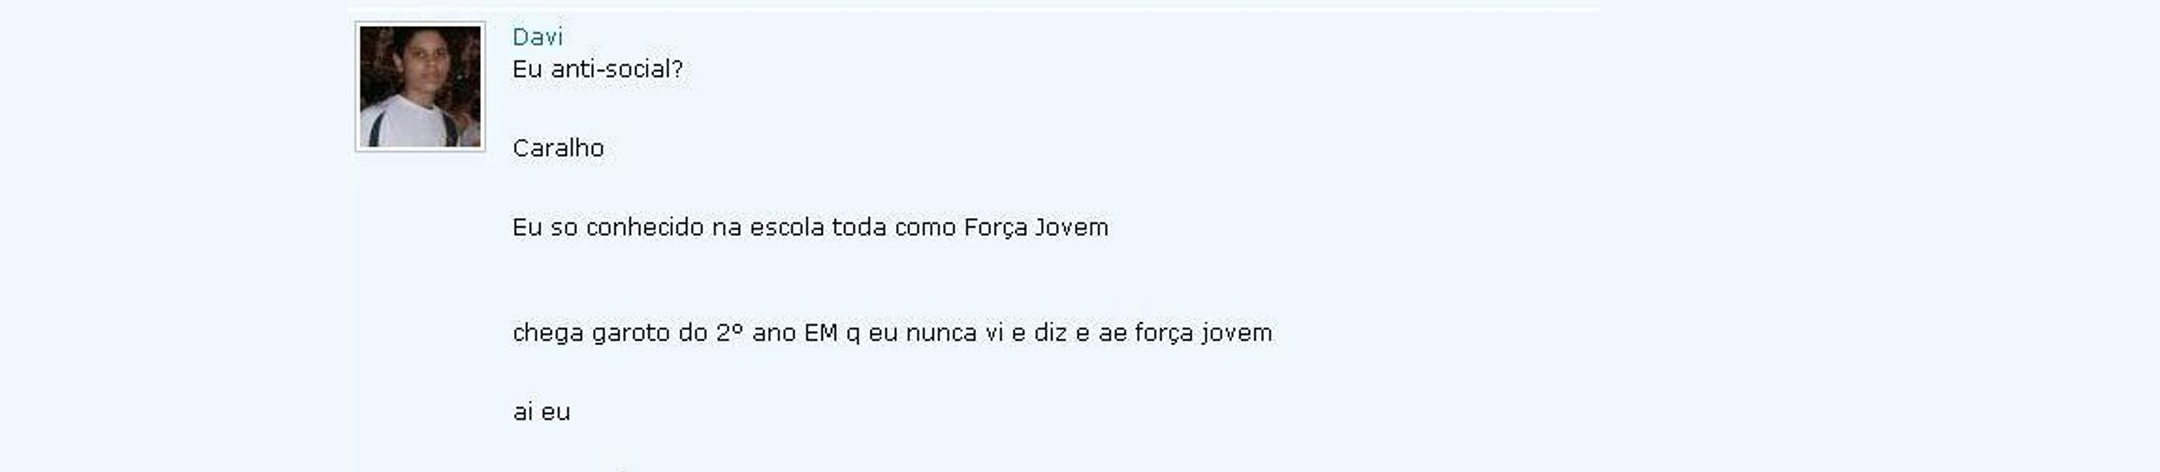 Davi
Eu anti-social?
Caralho
Eu so conhecido na escola toda como Força Jovem
chega garoto do 2º ano EM q eu nunca vi e diz e ae força jovem
ai eu